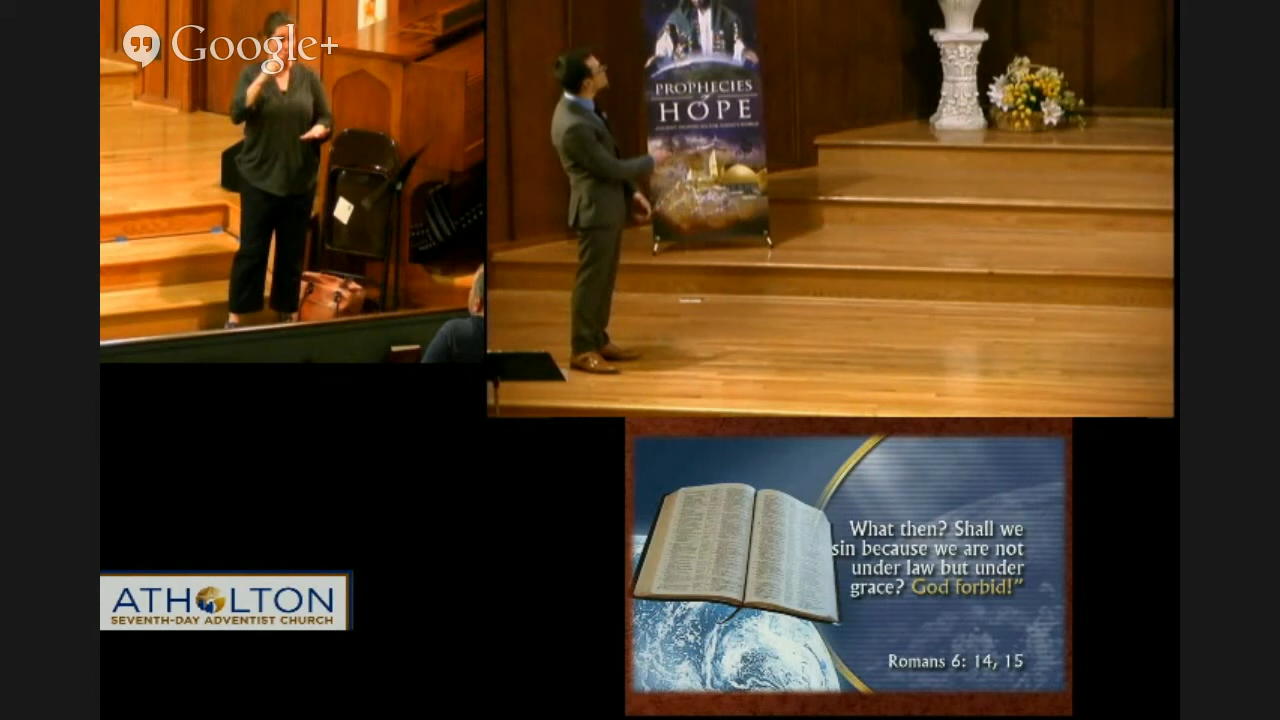 Google+
PROPHECIES
of
HOPE
ATHOLTON
SEVENTH-DAY ADVENTIST CHURCH
What then? Shall we
sin because we are not
under law but under
grace? God forbid!”
Romans 6: 14, 15